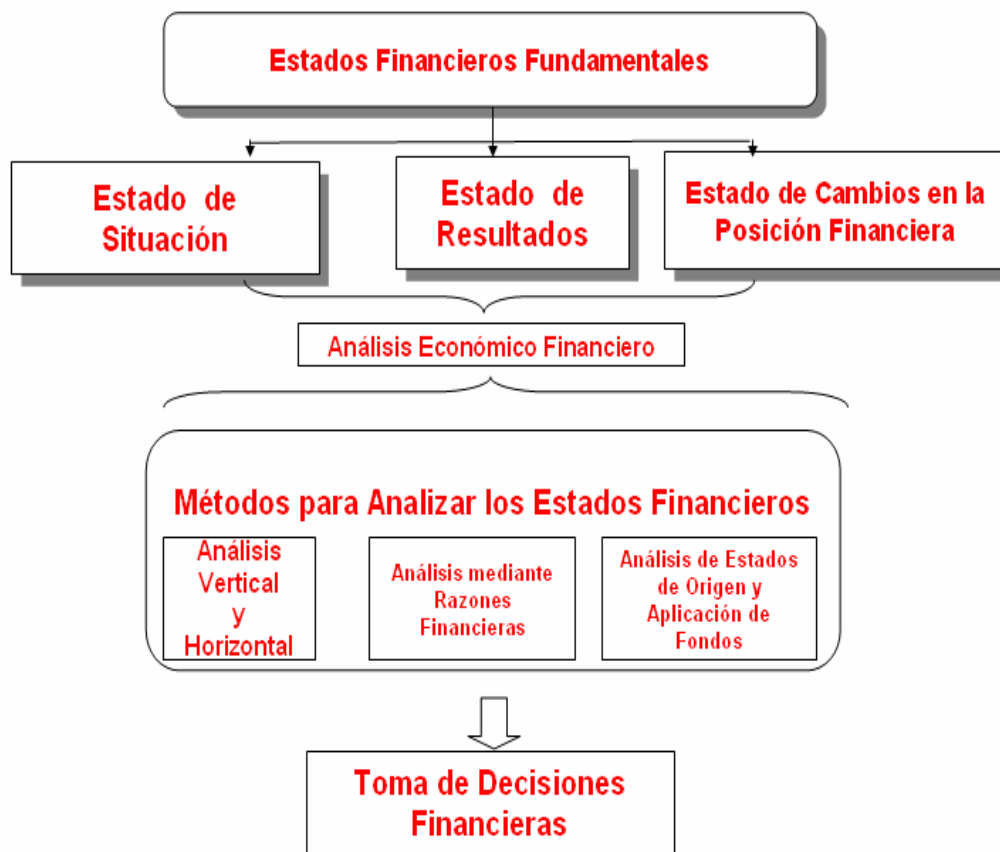 Estados Financieros Fundamentales
Estado de
Situación
Estado de
Resultados
Estado de Cambios en la
Posición Financiera
Análisis Económico Financiero
Métodos para Analizar los Estados Financieros
Análisis
Vertical
y
Horizontal
Análisis mediante
Razones
Financieras
Análisis de Estados
de Origen y
Aplicación de
Fondos
Toma de Decisiones
Financieras